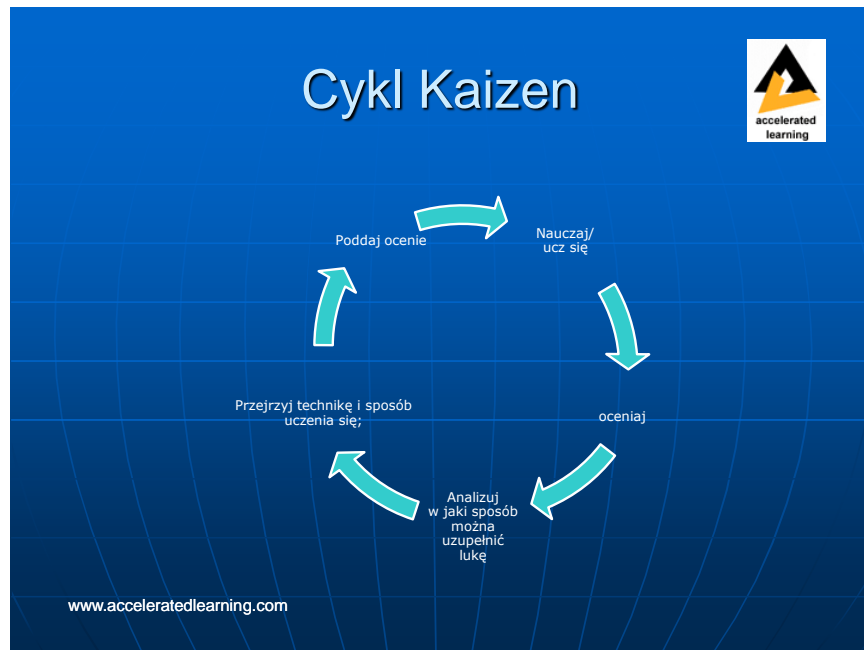 Cykl Kaizen
accelerated
learning
Poddaj ocenie
Nauczaj/
ucz się
oceniaj
Analizuj
w jaki sposób
można
uzupełnić
lukę
Przejrzyj technikę i sposób
uczenia się;
www.acceleratedlearning.com